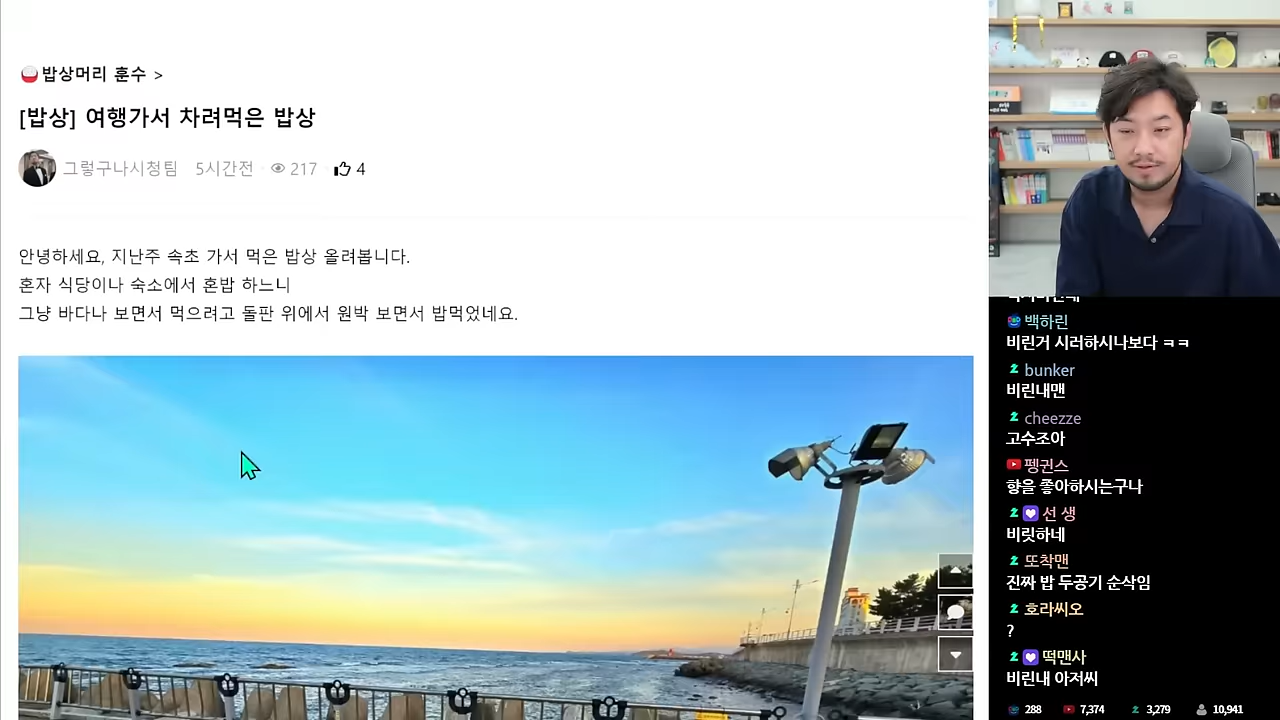 밥상머리 훈수 >
[밥상] 여행가서 차려먹은 밥상
그렇구나시청팀 5시간전 217 4
안녕하세요, 지난주 속초 가서 먹은 밥상 올려봅니다.
혼자 식당이나 숙소에서 혼밥 하느니
그냥 바다나 보면서 먹으려고 돌판 위에서 원박 보면서 밥먹었네요.
백하린
비린거 시러하시나보다 ㅋㅋ
bunker
비린내맨
cheezze
고수조아
펭귄스
향을 좋아하시는구나
선 생
비릿하네
또착맨
진짜 밥 두공기 순삭임
호라씨오
?
떡맨사
비린내 아저씨
288 7,374 3,279 10,941